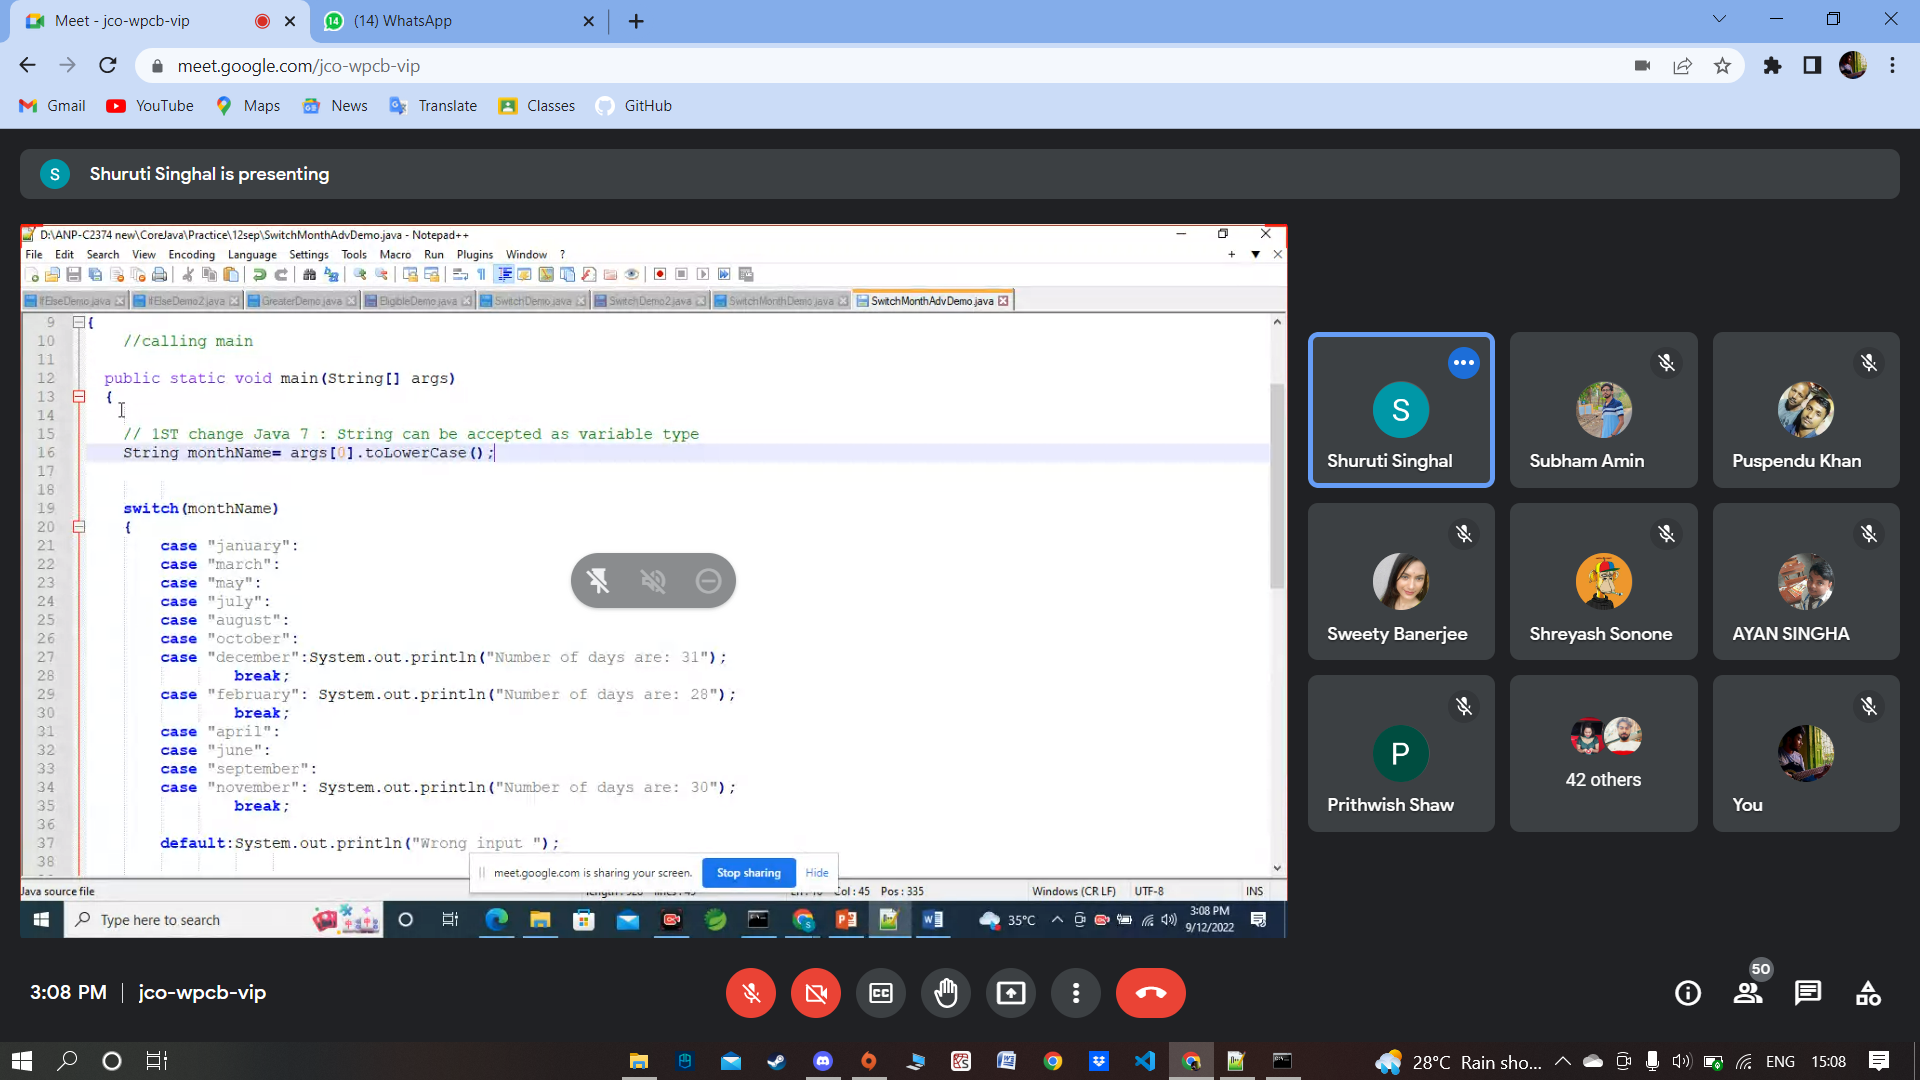 Meet - jco-wpcb-vip
(14) WhatsApp
meet.google.com/jco-wpcb-vip
Gmail YouTube Maps News Translate Classes GitHub
S Shuruti Singhal is presenting
D:\ANP-C2374 new\CoreJava\Practice\12sep\SwitchMonthAdvDemo.java - Notepad++
File Edit Search View Encoding Language Settings Tools Macro Run Plugins Window ?
IfElseDemo.java IfElseDemo2.java GreaterDemo.java EligibleDemo.java SwitchDemo.java SwitchDemo2.java SwitchMonthDemo.java SwitchMonthAdvDemo.java
9 {
10 //calling main
11
12 public static void main(String[] args)
13 {
14
15 // 1ST change Java 7 : String can be accepted as variable type
16 String monthName= args[0].toLowerCase();
17
18
19 switch(monthName)
20 {
21 case "january":
22 case "march":
23 case "may":
24 case "july":
25 case "august":
26 case "october":
27 case "december":System.out.println("Number of days are: 31");
28 break;
29 case "february": System.out.println("Number of days are: 28");
30 break;
31 case "april":
32 case "june":
33 case "september":
34 case "november": System.out.println("Number of days are: 30");
35 break;
36
37 default:System.out.println("Wrong input ");
38
meet.google.com is sharing your screen. Stop sharing Hide
Java source file Col : 45 Pos : 335 Windows (CR LF) UTF-8 INS
Type here to search
35°C
3:08 PM
9/12/2022
S
Shuruti Singhal
Subham Amin
Puspendu Khan
Sweety Banerjee
Shreyash Sonone
AYAN SINGHA
P
Prithwish Shaw
42 others
You
3:08 PM | jco-wpcb-vip
50
28°C Rain sho... ENG 15:08